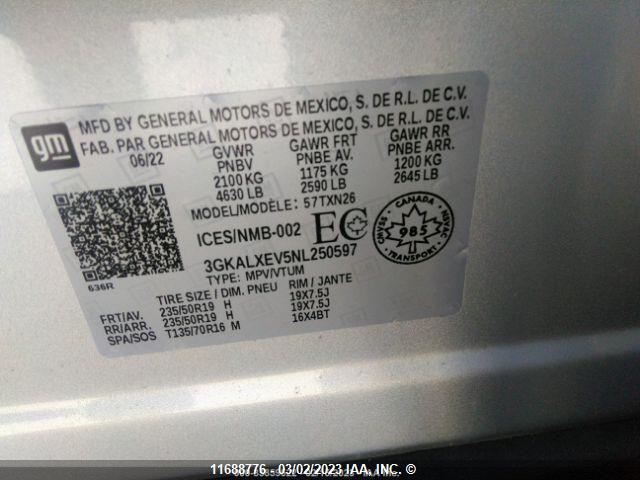 gm
MFD BY GENERAL MOTORS DE MEXICO, S. DE R.L. DE C.V.
FAB. PAR GENERAL MOTORS DE MEXICO, S. DE R.L. DE C.V.
06/22 GVWR GAWR FRT GAWR RR
PNBV PNBE AV. PNBE ARR.
2100 KG 1175 KG 1200 KG
4630 LB 2590 LB 2645 LB
MODEL/MODÈLE: 57TXN26
ICES/NMB-002 EC
CANADA
985
SNVAC NSVAC
3GKALXEV5NL250597
TYPE: MPV/VTUM
636R
TIRE SIZE / DIM. PNEU RIM / JANTE
FRT/AV. 235/50R19 H 19X7.5J
RR/ARR. 235/50R19 H 19X7.5J
SPA/SOS T135/70R16 M 16X4BT
11688776 - 03/02/2023 IAA, Inc.©